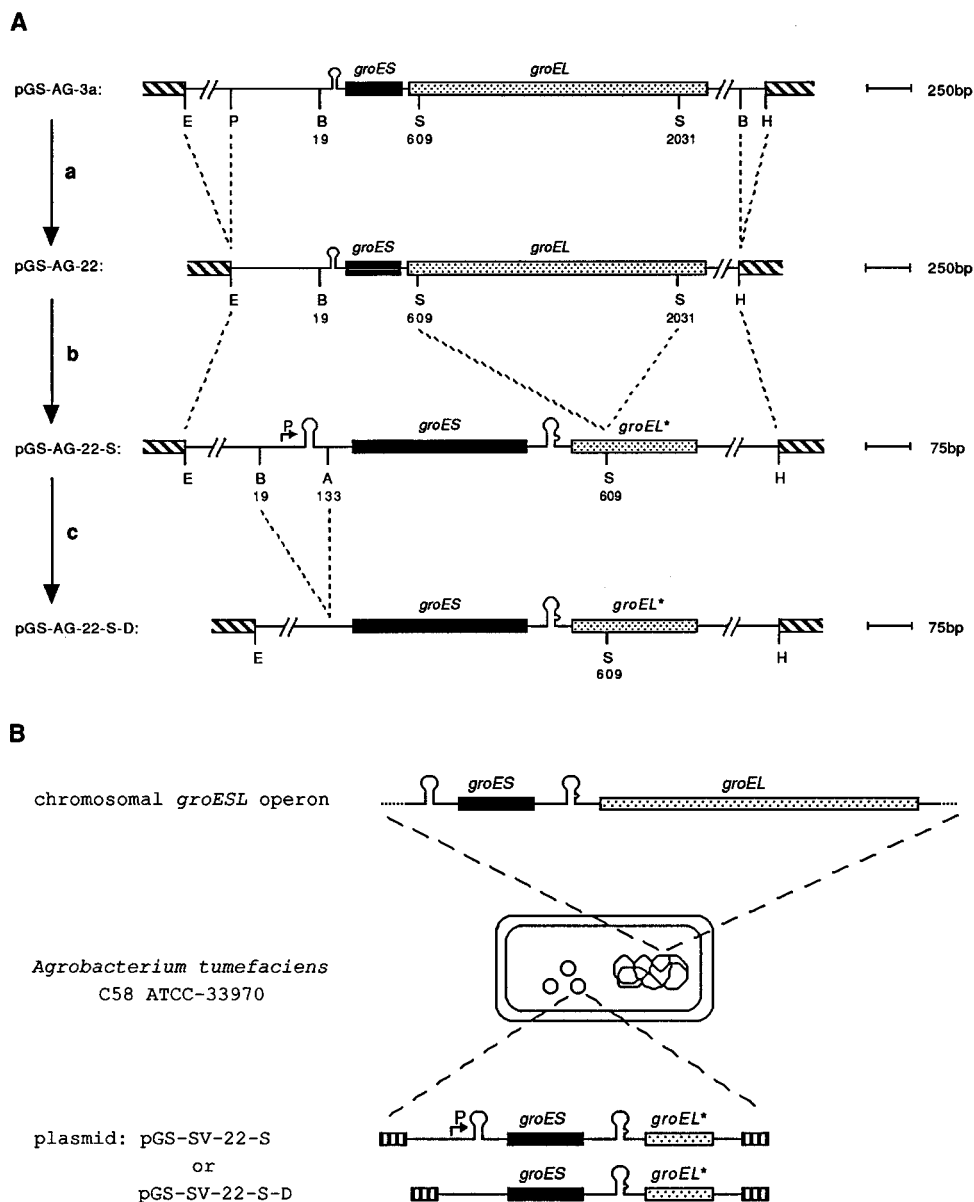 A
groES groEL
pGS-AG-3a: 250bp
E P B S S B H
19 609 2031
a
groES groEL
pGS-AG-22: 250bp
E B S S H
19 609 2031
b
P groES groEL*
pGS-AG-22-S: 75bp
E B A S H
19 133 609
c
groES groEL*
pGS-AG-22-S-D: 75bp
E S H
609
B
groES groEL
chromosomal groESL operon
Agrobacterium tumefaciens
C58 ATCC-33970
P groES groEL*
plasmid: pGS-SV-22-S
or
groES groEL*
pGS-SV-22-S-D